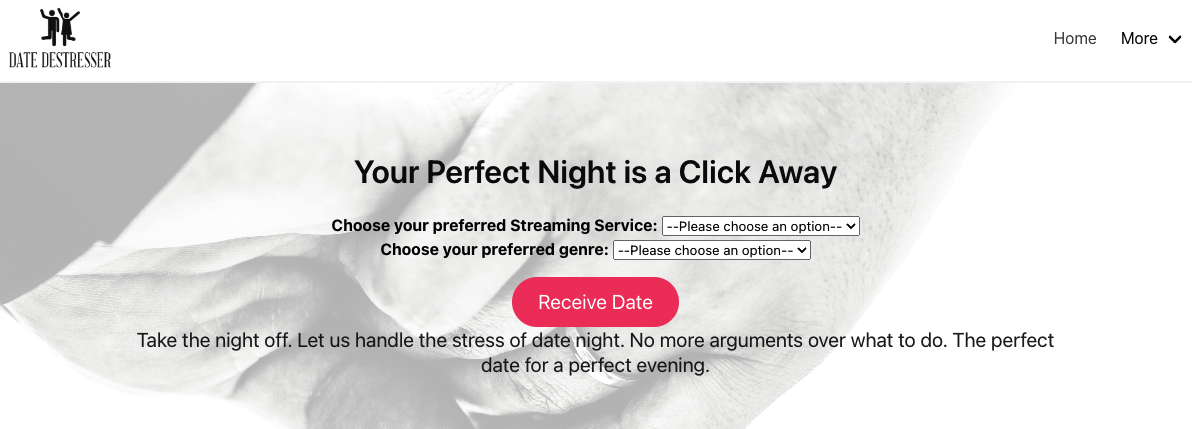 DATE DESTRESSER
Home
More
Your Perfect Night is a Click Away
Choose your preferred Streaming Service: --Please choose an option--
Choose your preferred genre: --Please choose an option--
Receive Date
Take the night off. Let us handle the stress of date night. No more arguments over what to do. The perfect
date for a perfect evening.